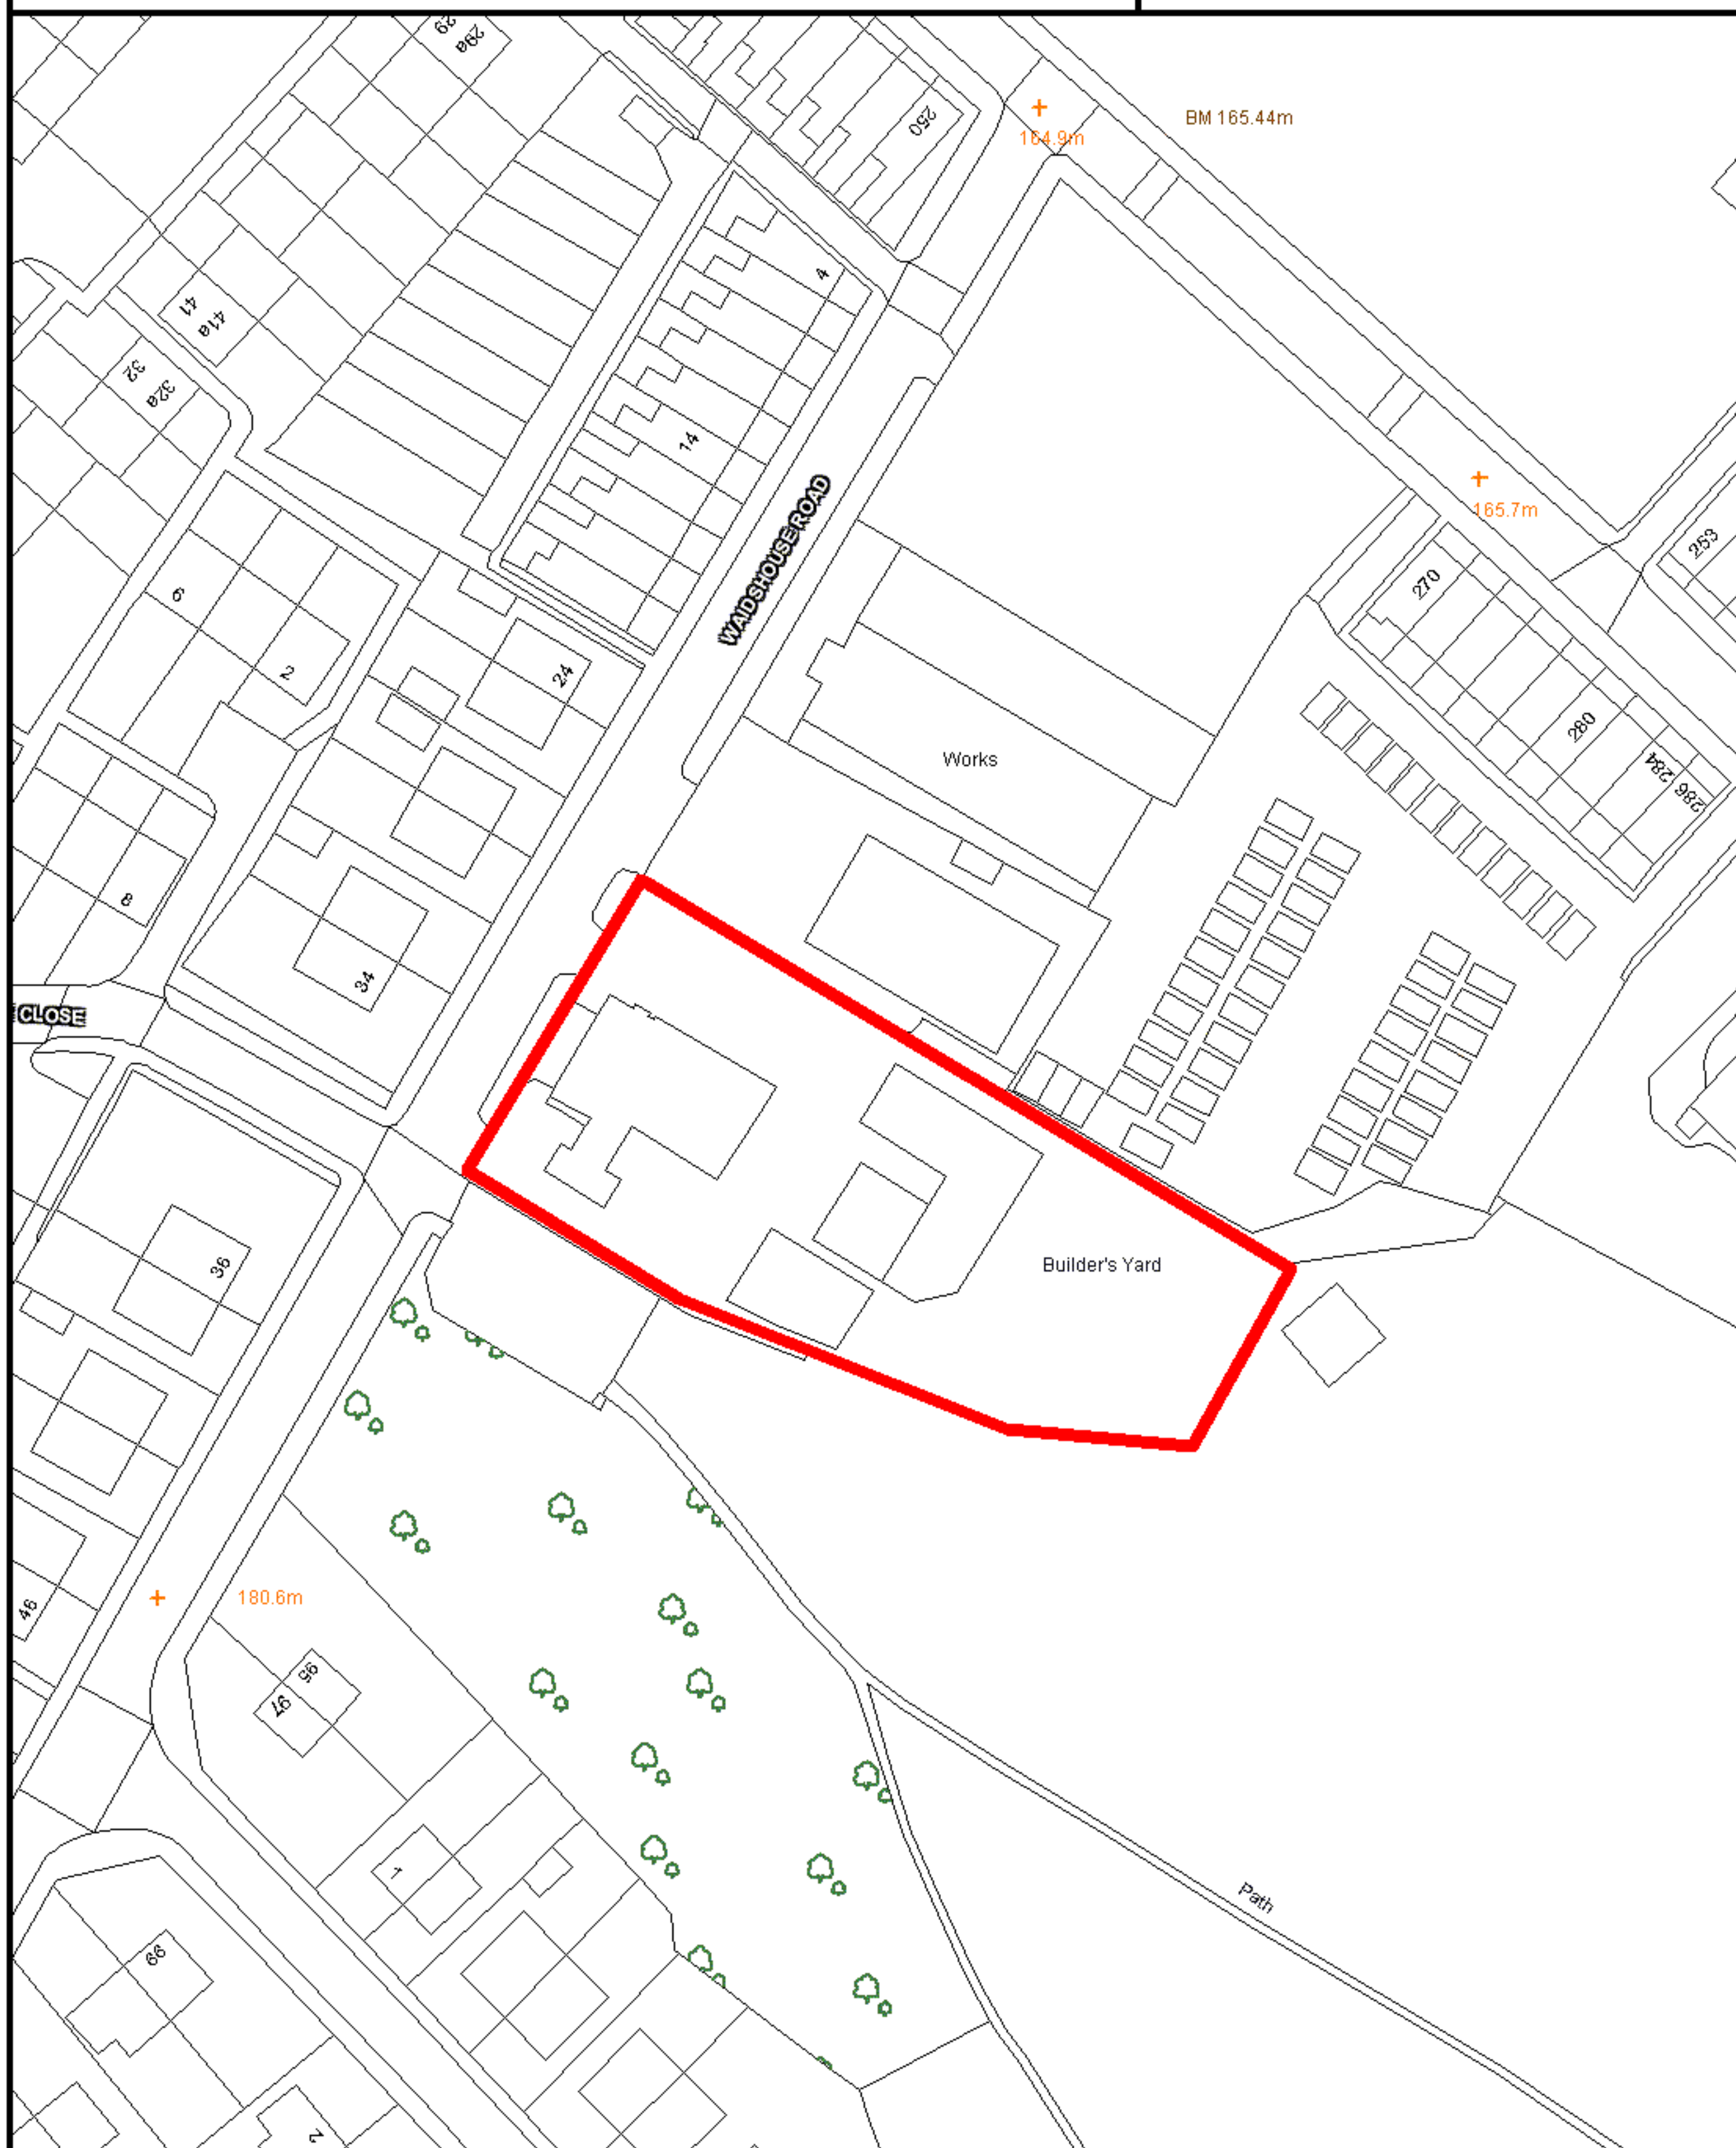 29
29a
250
164.9m
BM 165.44m
4
41
41a
32
32a
14
165.7m
253
WAIDSHOUSE ROAD
270
6
2
24
280
284
286
Works
8
34
CLOSE
36
Builder's Yard
180.6m
46
95
97
1
Path
66
2